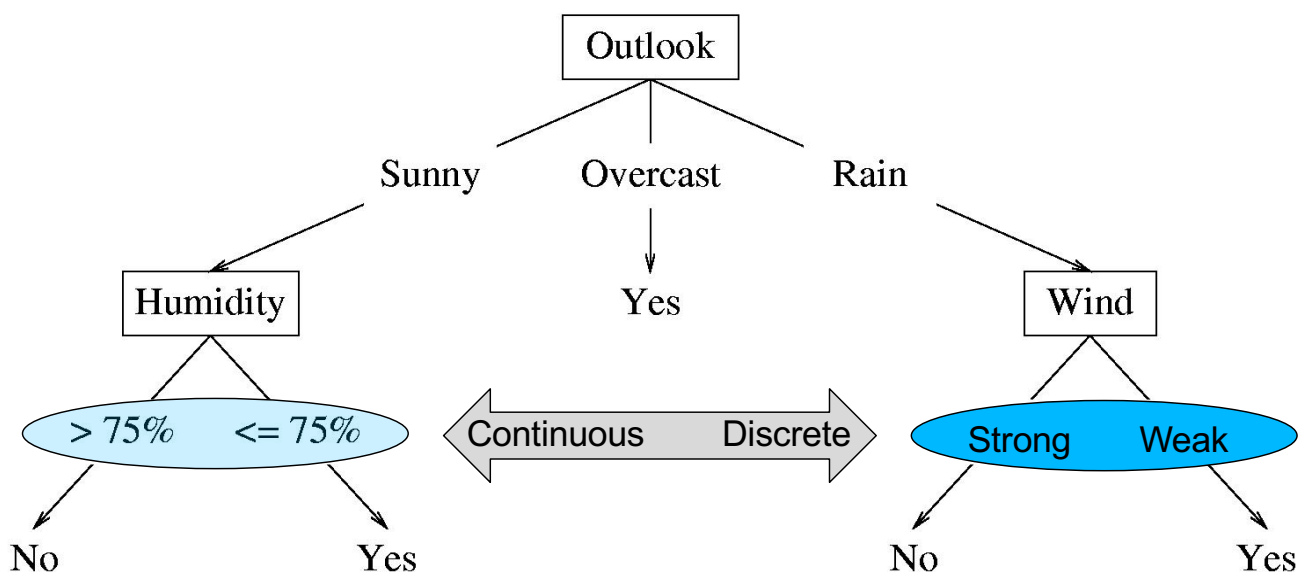 Outlook
Sunny Overcast Rain
Humidity Yes Wind
> 75% <= 75% Continuous Discrete Strong Weak
No Yes No Yes